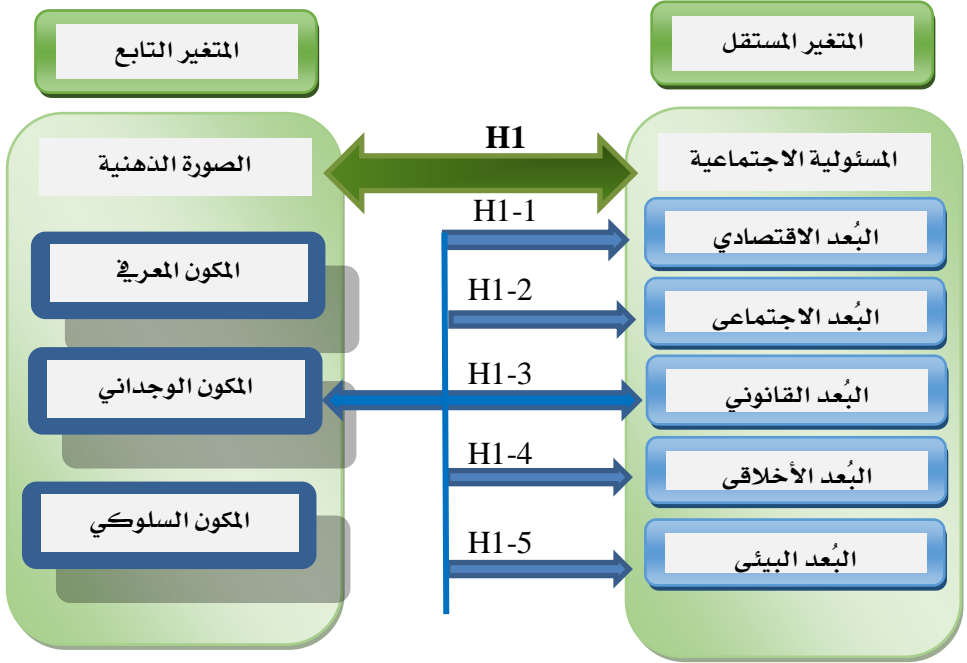 المتغير المستقل
المتغير التابع
H1
المسئولية الاجتماعية
الصورة الذهنية
H1-1
البُعد الاقتصادي
المكون المعرفي
H1-2
البُعد الاجتماعى
H1-3
البُعد القانوني
المكون الوجداني
H1-4
البُعد الأخلاقى
المكون السلوكي
H1-5
البُعد البيئى